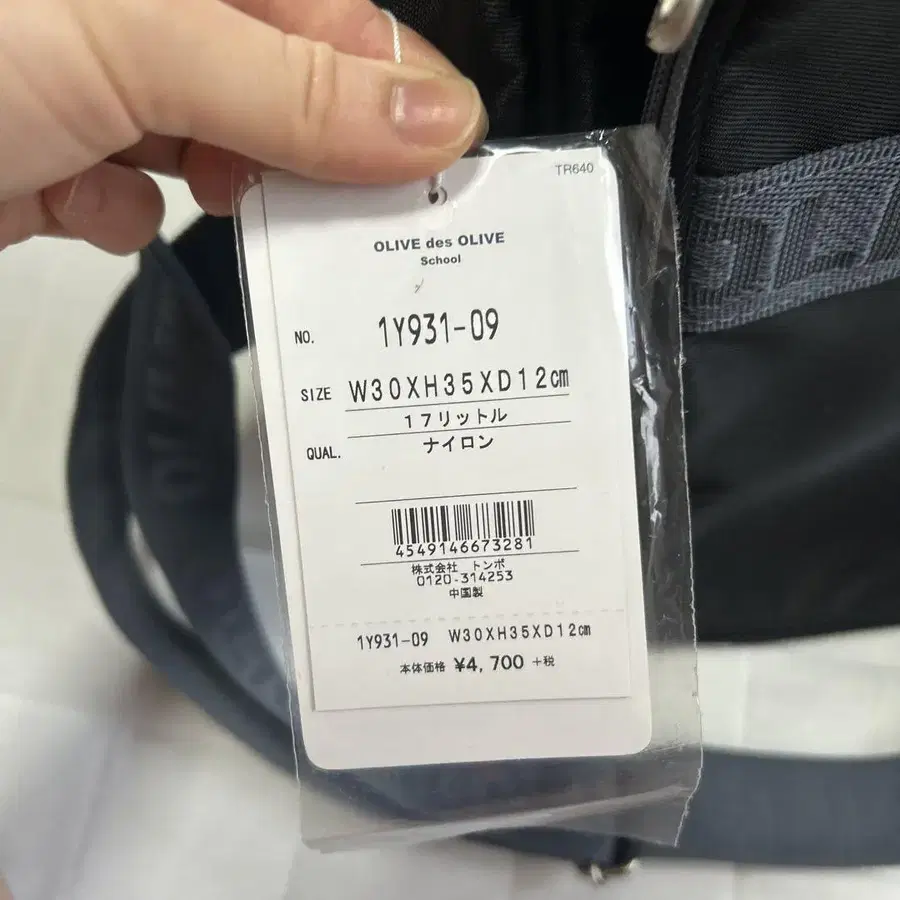 TR640
OLIVE des OLIVE
School
NO. 1Y931-09
SIZE W30XH35XD12cm
17リットル
QUAL. ナイロン
4549146673281
株式会社 トンボ
0120-314253
中国製
1Y931-09 W30XH35XD12cm
本体価格 ¥4,700 +税